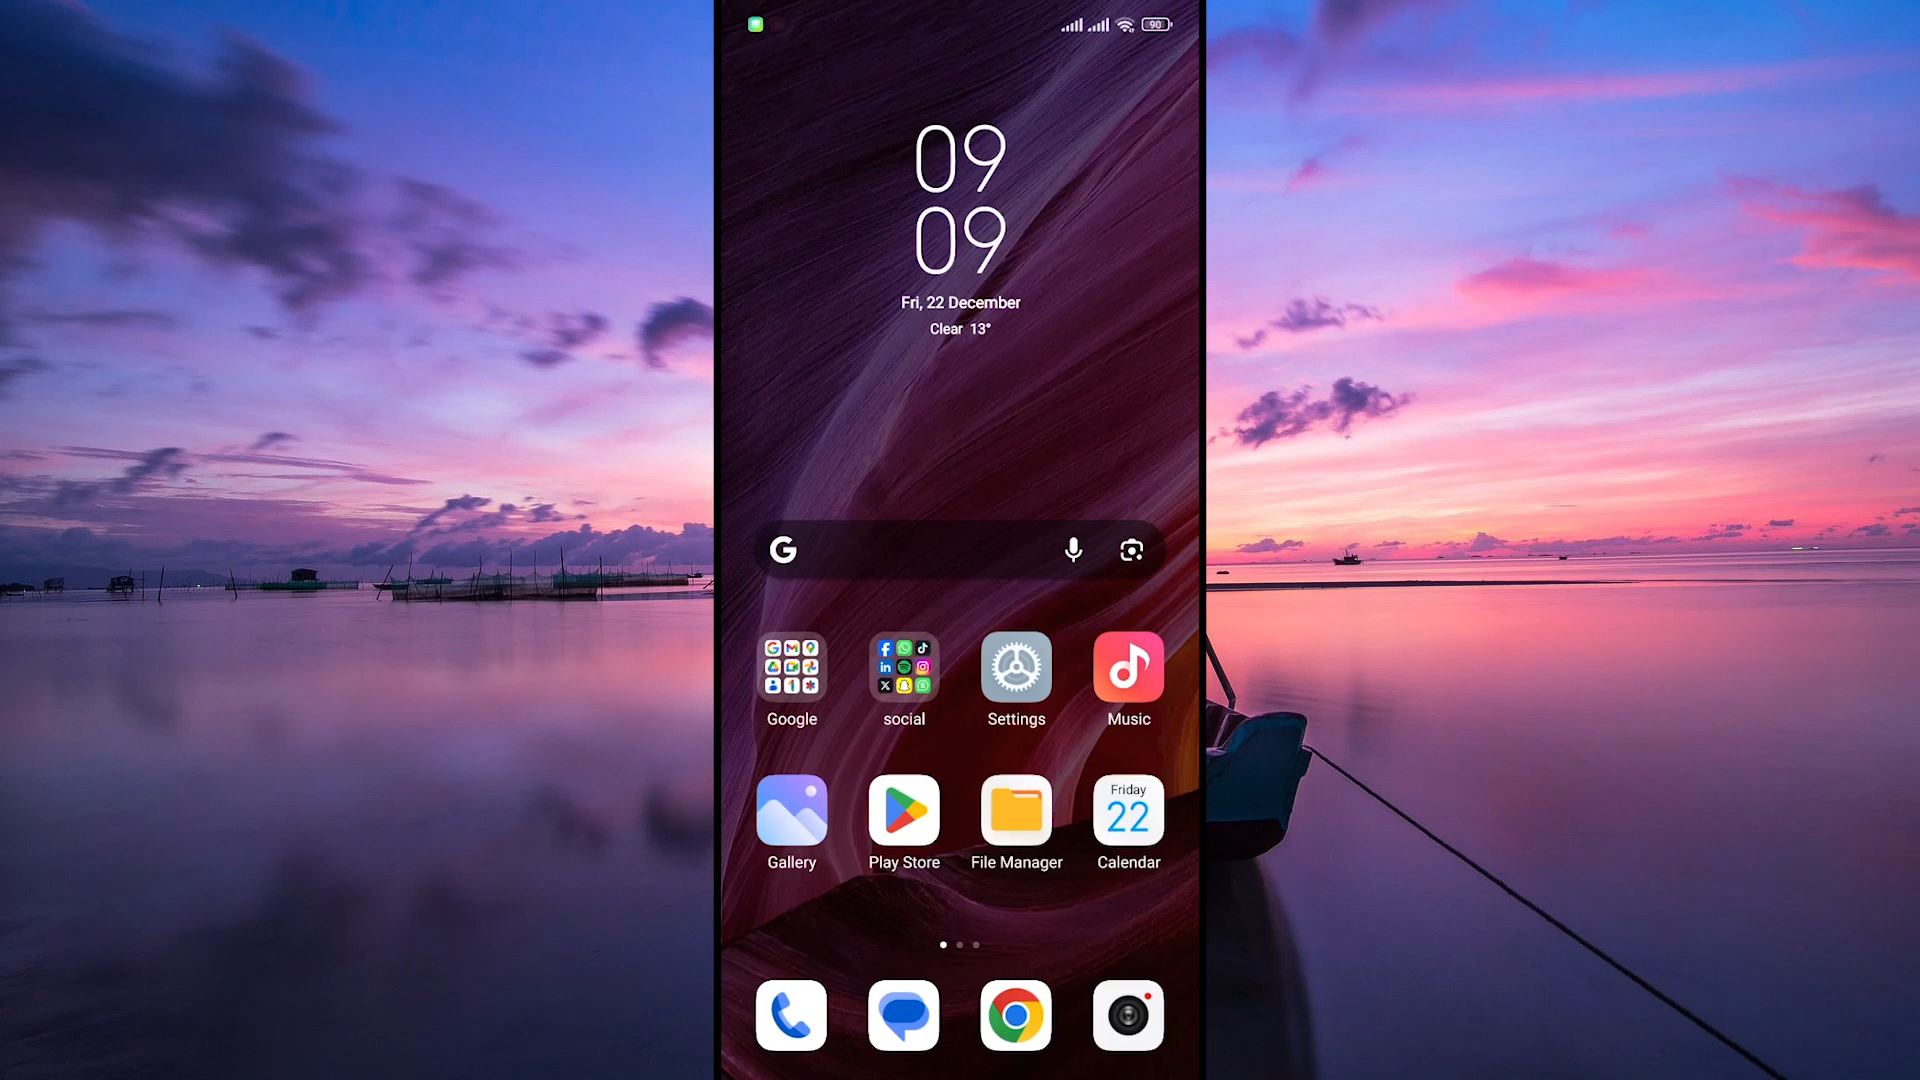 90
09
09
Fri, 22 December
Clear 13°
G
Google
social
Settings
Music
Gallery
Play Store
File Manager
Friday
22
Calendar